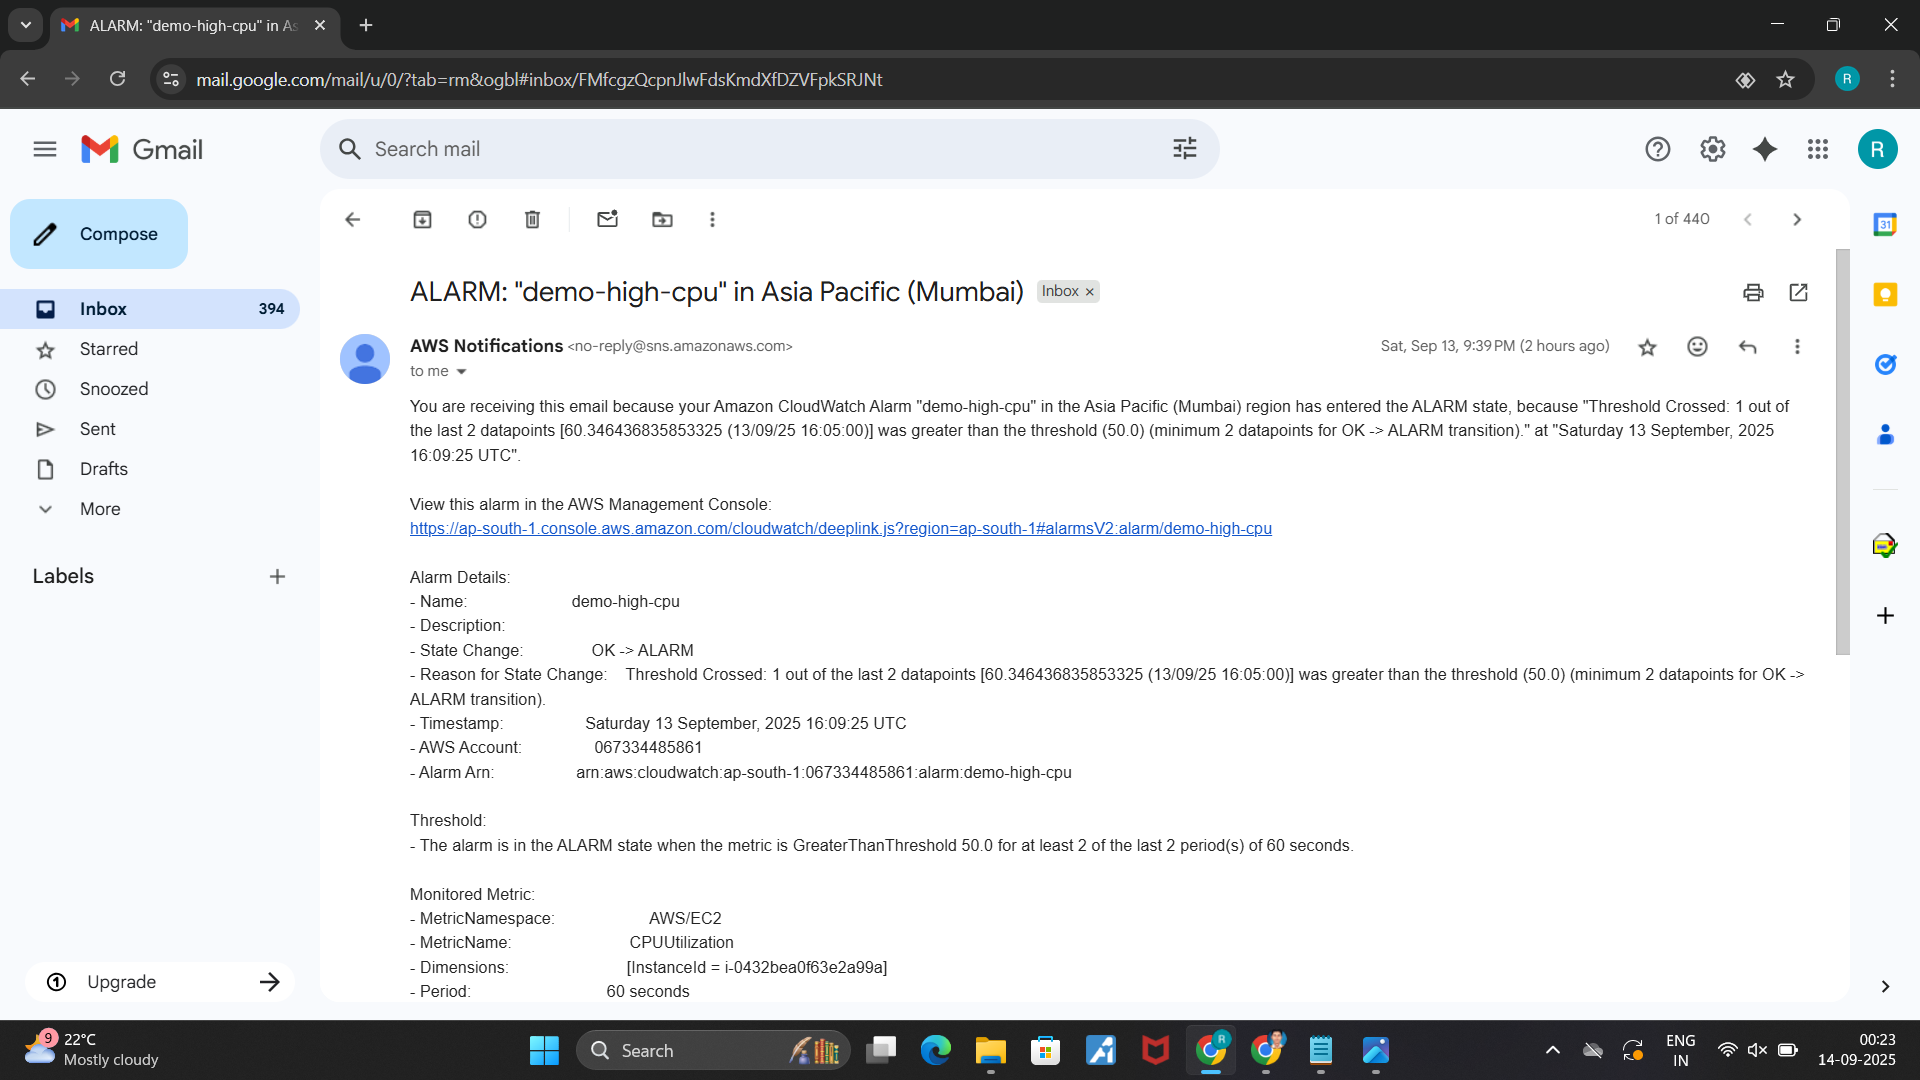 ALARM: "demo-high-cpu" in As
mail.google.com/mail/u/0/?tab=rm&ogbl#inbox/FMfcgzQcpnJlwFdsKmdXfDZVFpkSRJNt
R
Gmail
Search mail
R
Compose
1 of 440
31
Inbox 394
Starred
Snoozed
Sent
Drafts
More
Labels
Upgrade
ALARM: "demo-high-cpu" in Asia Pacific (Mumbai) Inbox ×
AWS Notifications <no-reply@sns.amazonaws.com> Sat, Sep 13, 9:39 PM (2 hours ago)
to me
You are receiving this email because your Amazon CloudWatch Alarm "demo-high-cpu" in the Asia Pacific (Mumbai) region has entered the ALARM state, because "Threshold Crossed: 1 out of
the last 2 datapoints [60.346436835853325 (13/09/25 16:05:00)] was greater than the threshold (50.0) (minimum 2 datapoints for OK -> ALARM transition)." at "Saturday 13 September, 2025
16:09:25 UTC".
View this alarm in the AWS Management Console:
https://ap-south-1.console.aws.amazon.com/cloudwatch/deeplink.js?region=ap-south-1#alarmsV2:alarm/demo-high-cpu
Alarm Details:
- Name: demo-high-cpu
- Description:
- State Change: OK -> ALARM
- Reason for State Change: Threshold Crossed: 1 out of the last 2 datapoints [60.346436835853325 (13/09/25 16:05:00)] was greater than the threshold (50.0) (minimum 2 datapoints for OK ->
ALARM transition).
- Timestamp: Saturday 13 September, 2025 16:09:25 UTC
- AWS Account: 067334485861
- Alarm Arn: arn:aws:cloudwatch:ap-south-1:067334485861:alarm:demo-high-cpu
Threshold:
- The alarm is in the ALARM state when the metric is GreaterThanThreshold 50.0 for at least 2 of the last 2 period(s) of 60 seconds.
Monitored Metric:
- MetricNamespace: AWS/EC2
- MetricName: CPUUtilization
- Dimensions: [InstanceId = i-0432bea0f63e2a99a]
- Period: 60 seconds
9
22°C
Mostly cloudy
Search
R
ENG
IN
00:23
14-09-2025